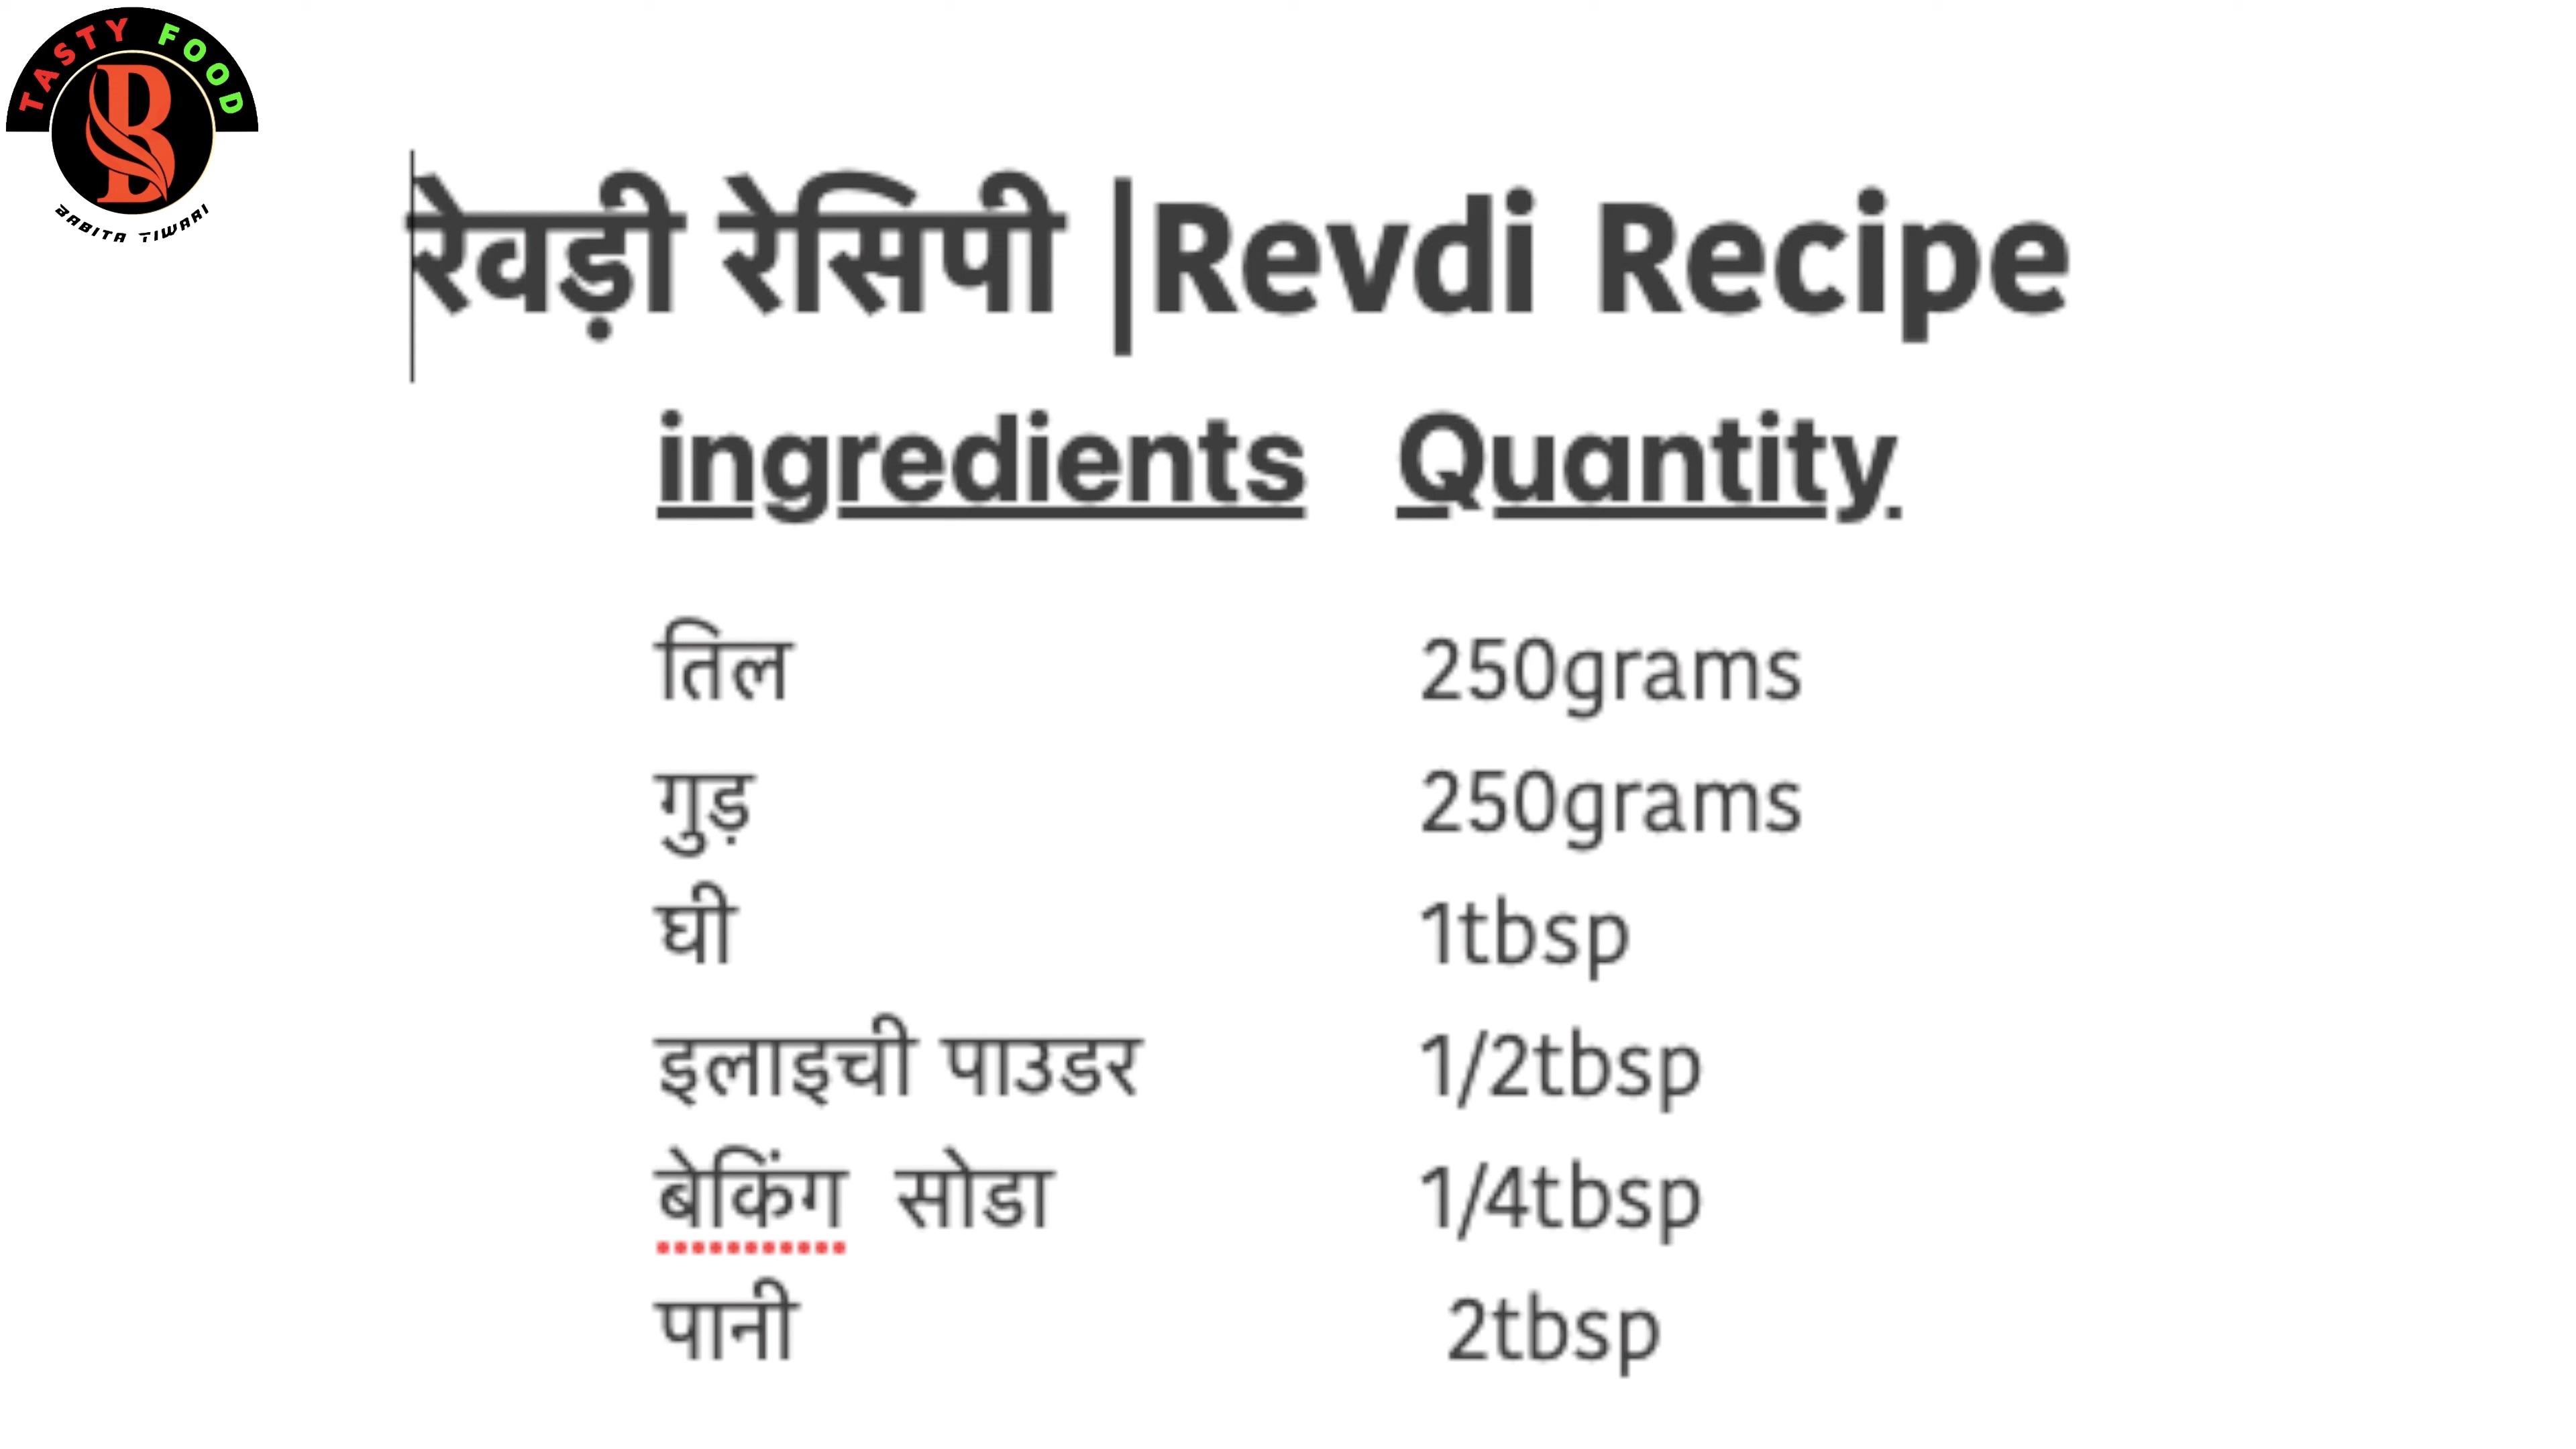 TASTY FOOD
B
BABITA TIWARI
रेवड़ी रेसिपी |Revdi Recipe
ingredients Quantity
तिल 250grams
गुड़ 250grams
घी 1tbsp
इलाइची पाउडर 1/2tbsp
बेकिंग सोडा 1/4tbsp
पानी 2tbsp